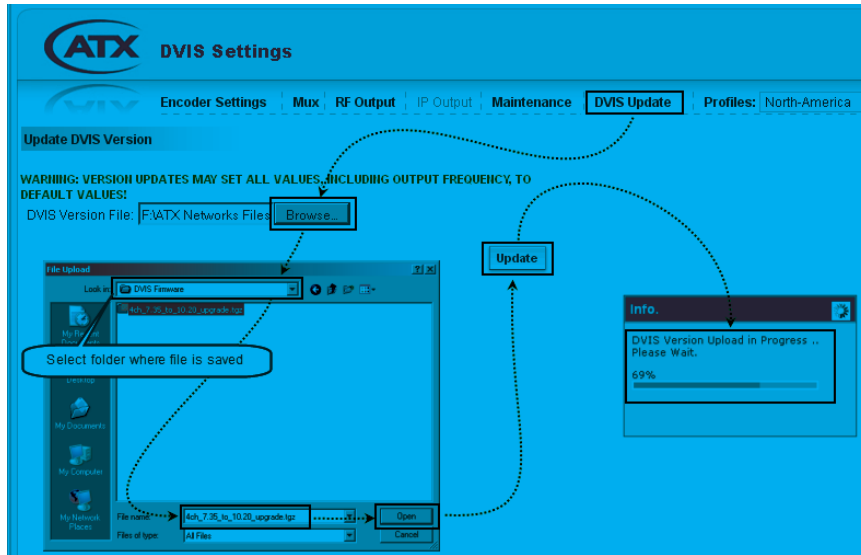 ATX DVIS Settings
Encoder Settings Mux RF Output IP Output Maintenance DVIS Update Profiles: North-America
Update DVIS Version
WARNING: VERSION UPDATES MAY SET ALL VALUES, INCLUDING OUTPUT FREQUENCY, TO
DEFAULT VALUES!
DVIS Version File: F:\ATX Networks Files Browse...
Update
File Upload
Look in: DVIS Firmware
4ch_7.35_to_10.20_upgrade.tgz
My Recent
Documents
Select folder where file is saved
Desktop
My Documents
My Computer
My Network
Places
File name: 4ch_7.35_to_10.20_upgrade.tgz Open
Files of type: All Files Cancel
Info.
DVIS Version Upload in Progress ..
Please Wait.
69%